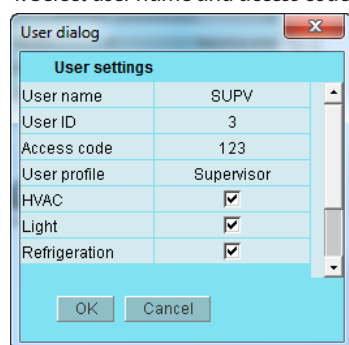 User dialog
User settings
User name SUPV
User ID 3
Access code 123
User profile Supervisor
HVAC
Light
Refrigeration
OK Cancel